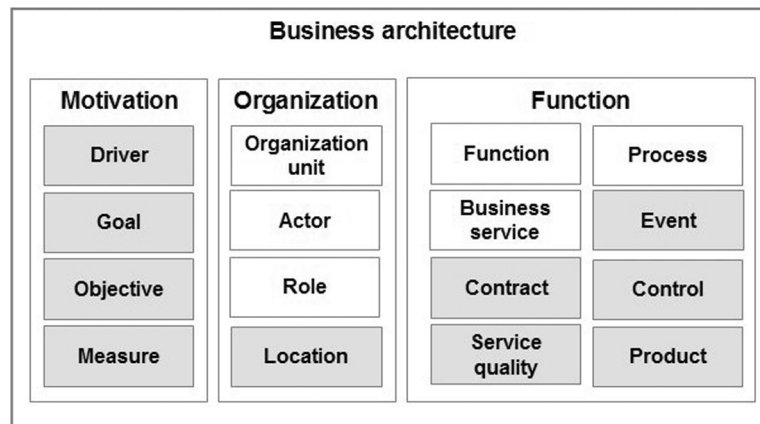 Business architecture
Motivation
Driver
Goal
Objective
Measure
Organization
Organization
unit
Actor
Role
Location
Function
Function
Process
Business
service
Event
Contract
Control
Service
quality
Product